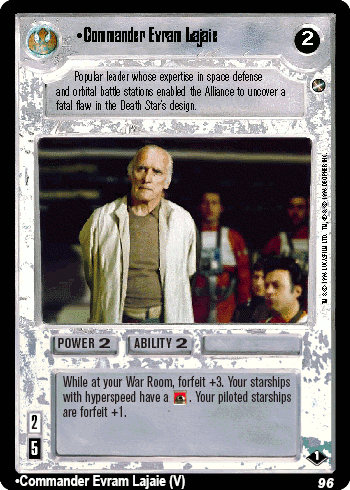 •Commander Evram Lajaie
2
Popular leader whose expertise in space defense
and orbital battle stations enabled the Alliance to uncover a
fatal flaw in the Death Star's design.
POWER 2
ABILITY 2
While at your War Room, forfeit +3. Your starships
with hyperspeed have a . Your piloted starships
are forfeit +1.
2
5
1
•Commander Evram Lajaie (V)
96